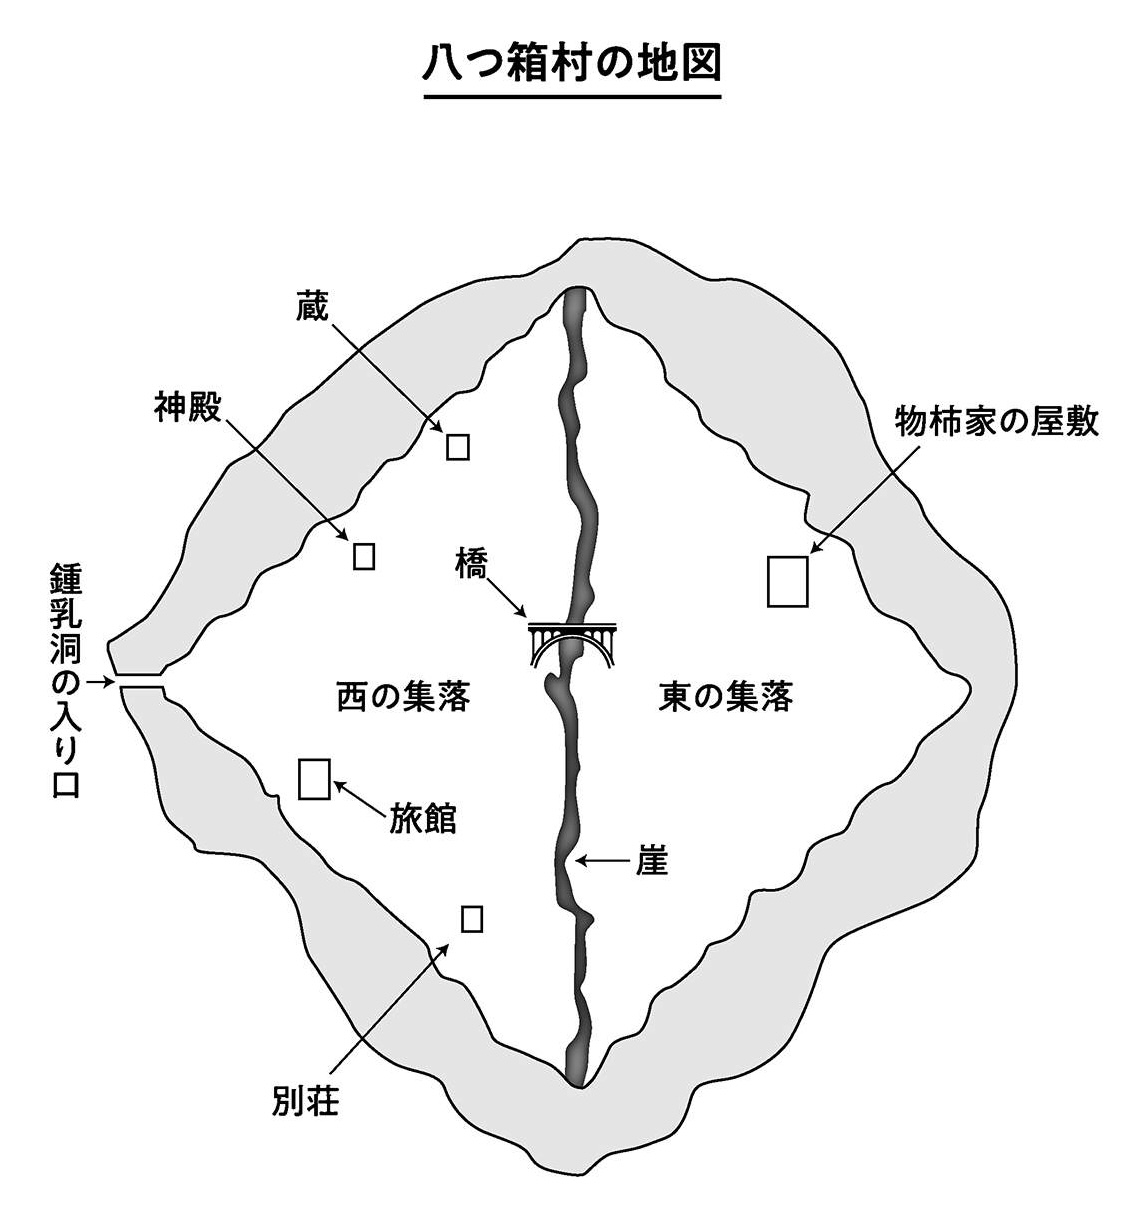 八つ箱村の地図
蔵
神殿
物柿家の屋敷
橋
鍾乳洞の入り口
西の集落
東の集落
旅館
崖
別荘